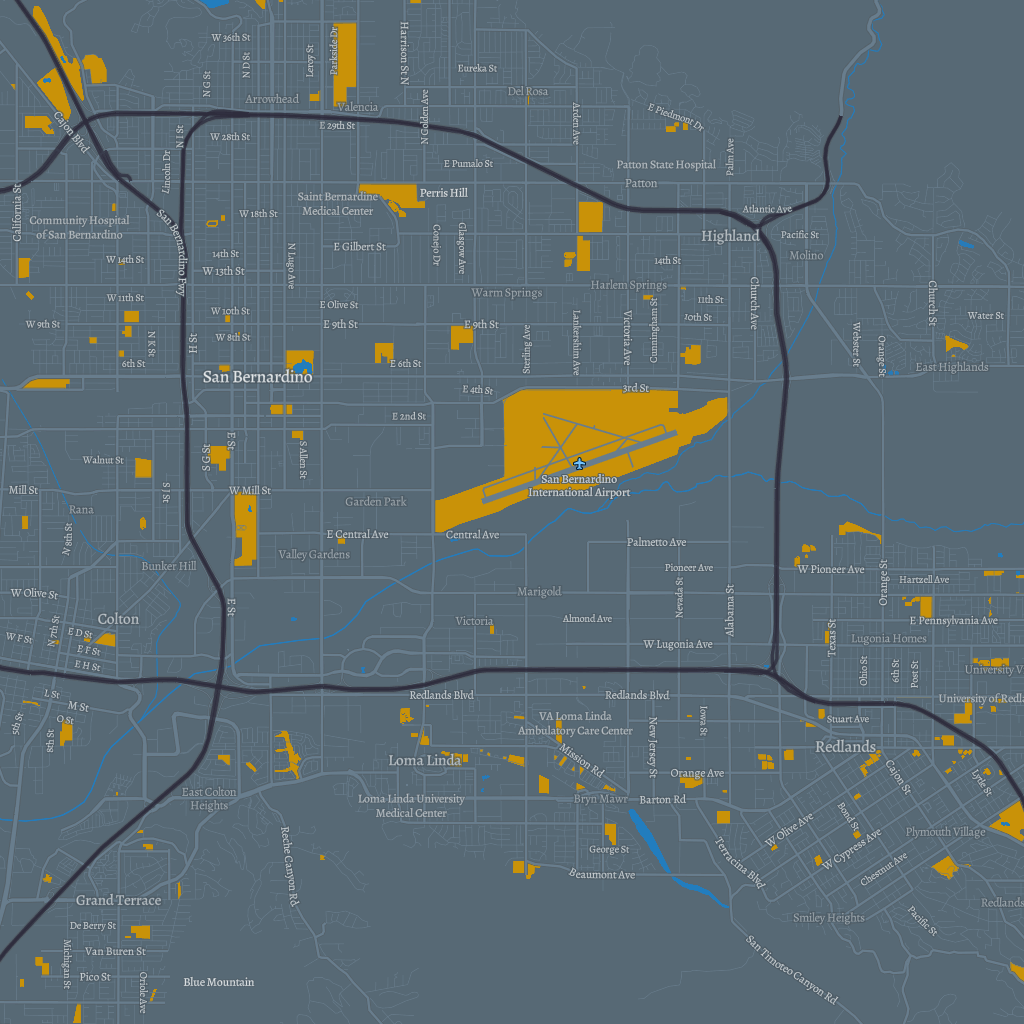 W 36th St
Leroy St
Parkside Dr
Harrison St N
N D St
N G St
Eureka St
Del Rosa
Arrowhead
Valencia
N Golden Ave
Arden Ave
E Piedmont Dr
Cajon Blvd
W 28th St
N I St
E 29th St
Palm Ave
E Pumalo St
Patton State Hospital
Patton
Lincoln Dr
Saint Bernardine
Medical Center
Perris Hill
California St
Community Hospital
of San Bernardino
W 18th St
Atlantic Ave
San Bernardino Fwy
Conejo Dr
Glasgow Ave
Highland
Pacific St
Molino
N Lugo Ave
E Gilbert St
W 14th St
14th St
W 13th St
14th St
Harlem Springs
Warm Springs
Church Ave
Church St
W 11th St
W 10th St
E Olive St
11th St
10th St
Water St
W 9th St
E 9th St
E 9th St
Cunningham St
Victoria Ave
Lankershim Ave
Sterling Ave
Webster St
Orange St
N K St
H St
W 8th St
6th St
E 6th St
East Highlands
San Bernardino
E 4th St
3rd St
E 2nd St
E St
S G St
S Allen St
Walnut St
San Bernardino
International Airport
Mill St
S J St
W Mill St
Garden Park
Rana
N 8th St
E Central Ave
Central Ave
Palmetto Ave
Valley Gardens
Bunker Hill
Pioneer Ave
W Pioneer Ave
Orange St
Hartzell Ave
W Olive St
Marigold
Nevada St
Alabama St
E St
Colton
Victoria
Almond Ave
E Pennsylvania Ave
W F St
N 7th St
E D St
E F St
E H St
W Lugonia Ave
Texas St
Lugonia Homes
Ohio St
6th St
Post St
University V
L St
M St
O St
5th St
8th St
Redlands Blvd
Redlands Blvd
University of Redla
VA Loma Linda
Ambulatory Care Center
New Jersey St
Iowa St
Stuart Ave
Redlands
Loma Linda
Mission Rd
Orange Ave
Cajon St
Lyde St
East Colton
Heights
Loma Linda University
Medical Center
Bryn Mawr
Barton Rd
Bond St
W Olive Ave
Plymouth Village
Reche Canyon Rd
George St
W Cypress Ave
Terracina Blvd
Chestnut Ave
Beaumont Ave
Grand Terrace
Redlands
Smiley Heights
Pacific St
De Berry St
Van Buren St
Michigan St
Pico St
Oriole Ave
Blue Mountain
San Timoteo Canyon Rd